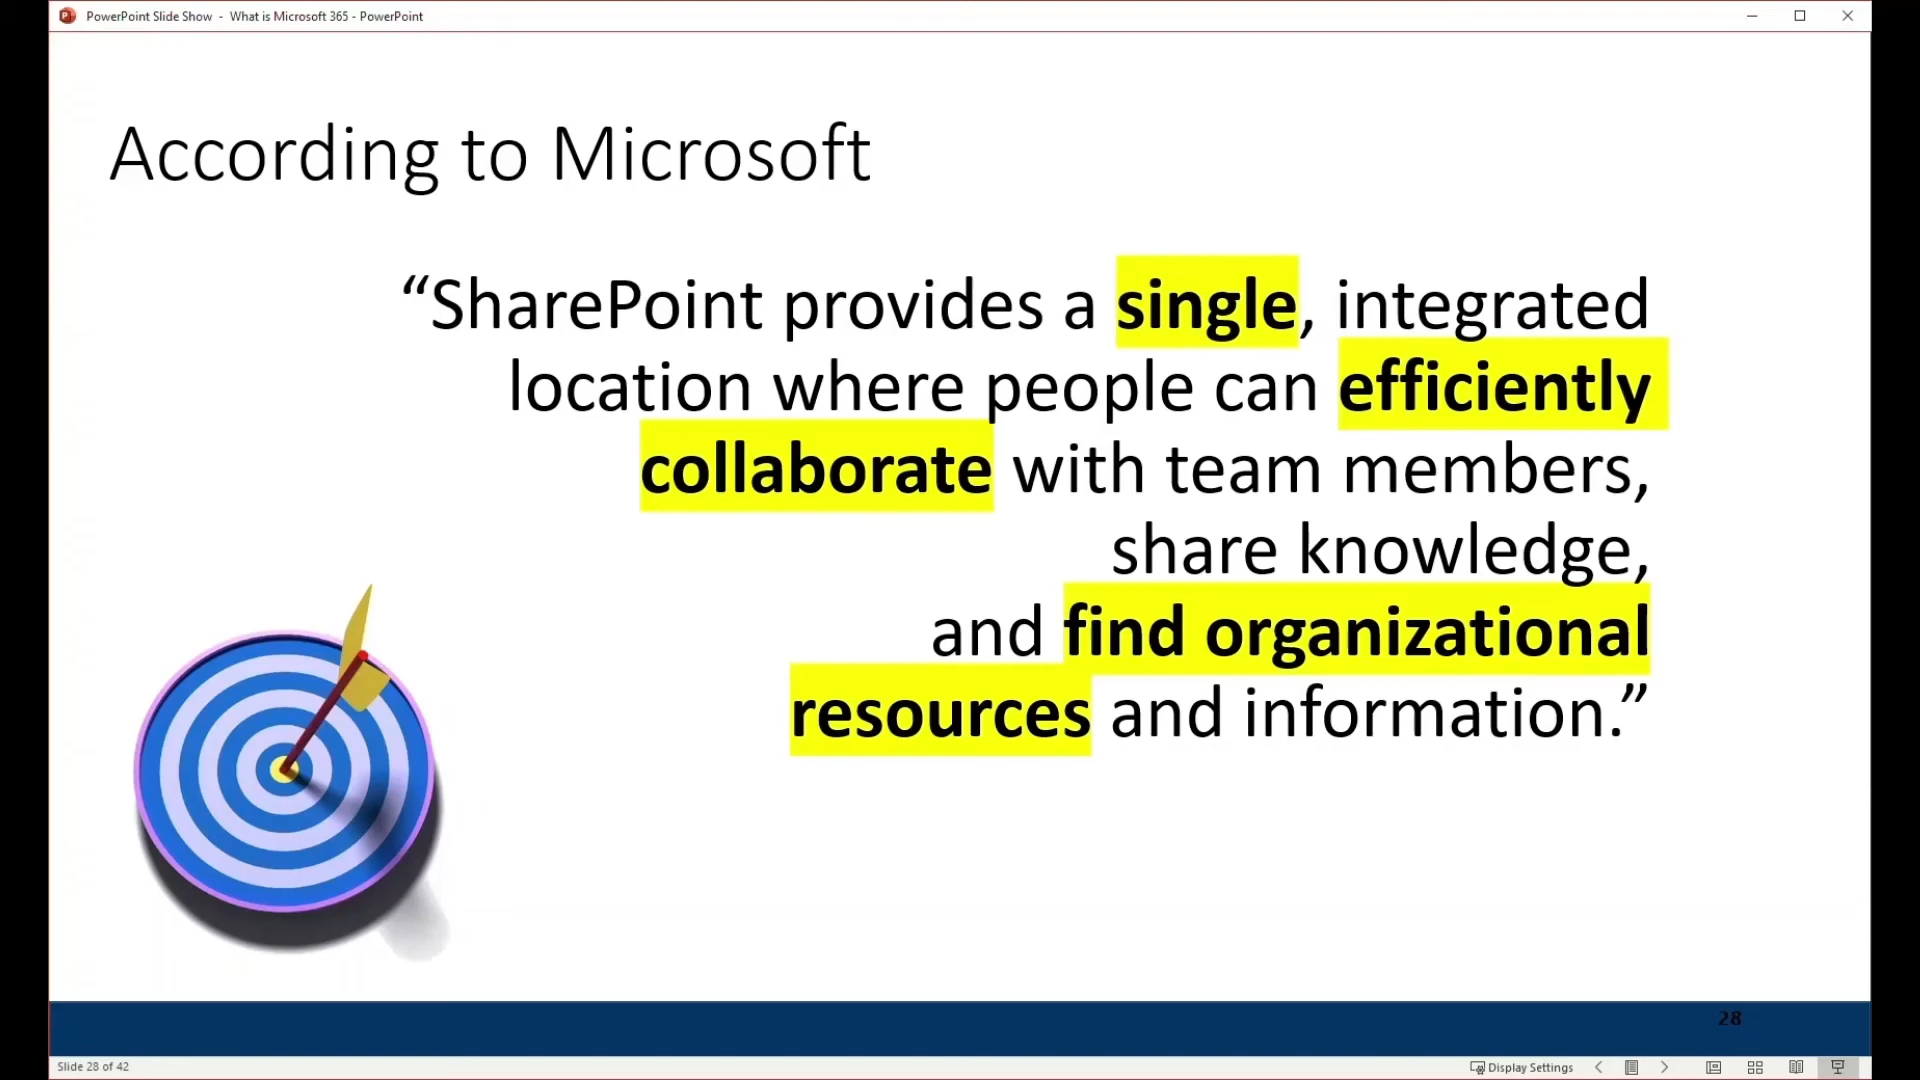 PowerPoint Slide Show - What is Microsoft 365 - PowerPoint
According to Microsoft
“SharePoint provides a single, integrated
location where people can efficiently
collaborate with team members,
share knowledge,
and find organizational
resources and information.”
28
Slide 28 of 42
Display Settings